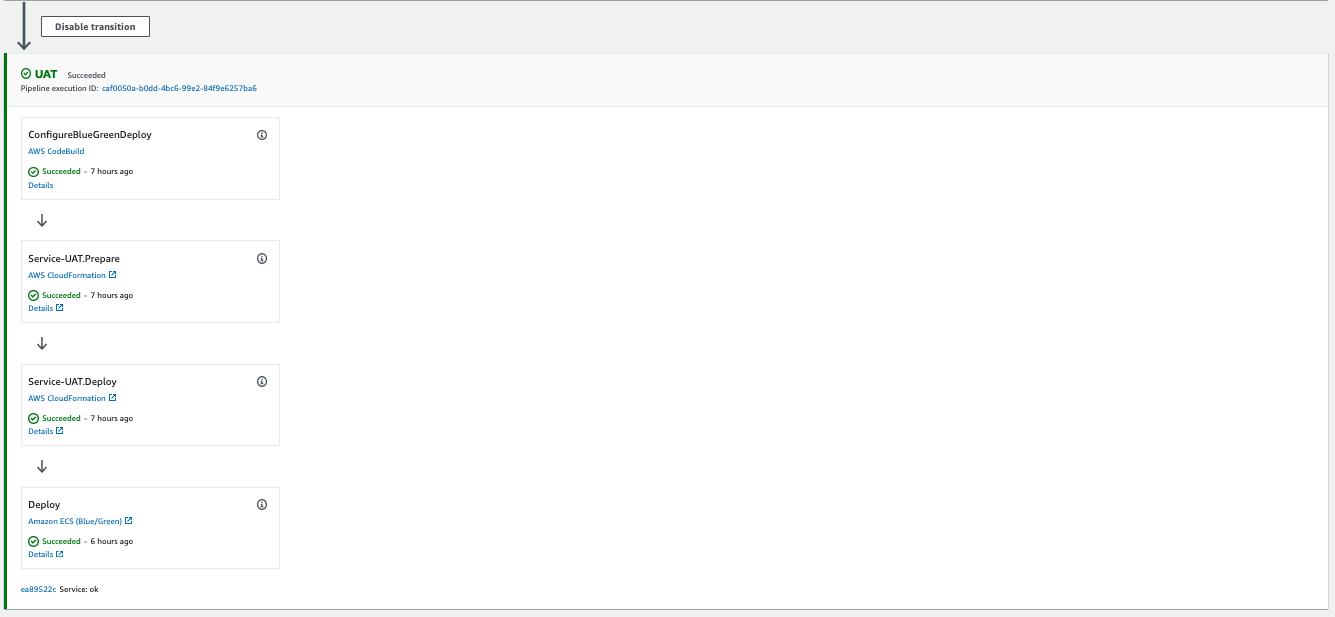 Disable transition
UAT Succeeded
Pipeline execution ID: caf0050a-b0dd-4bc6-99e2-84f9e6257ba6
ConfigureBlueGreenDeploy
AWS CodeBuild
Succeeded - 7 hours ago
Details
Service-UAT.Prepare
AWS CloudFormation
Succeeded - 7 hours ago
Details
Service-UAT.Deploy
AWS CloudFormation
Succeeded - 7 hours ago
Details
Deploy
Amazon ECS (Blue/Green)
Succeeded - 6 hours ago
Details
ea89522c Service: ok